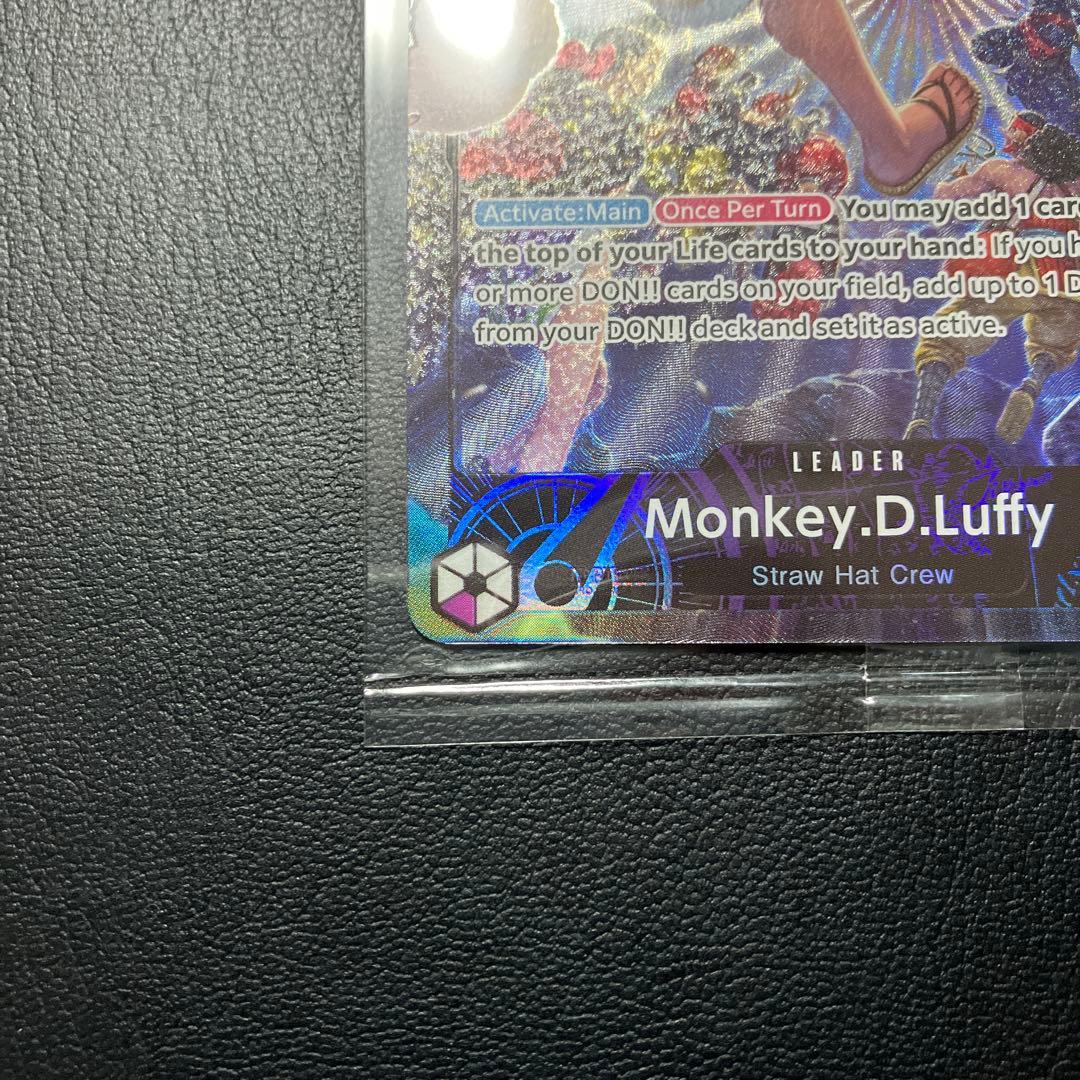 Activate:Main Once Per Turn You may add 1 car
the top of your Life cards to your hand: If you h
or more DON!! cards on your field, add up to 1 D
from your DON!! deck and set it as active.
LEADER
Monkey.D.Luffy
Straw Hat Crew